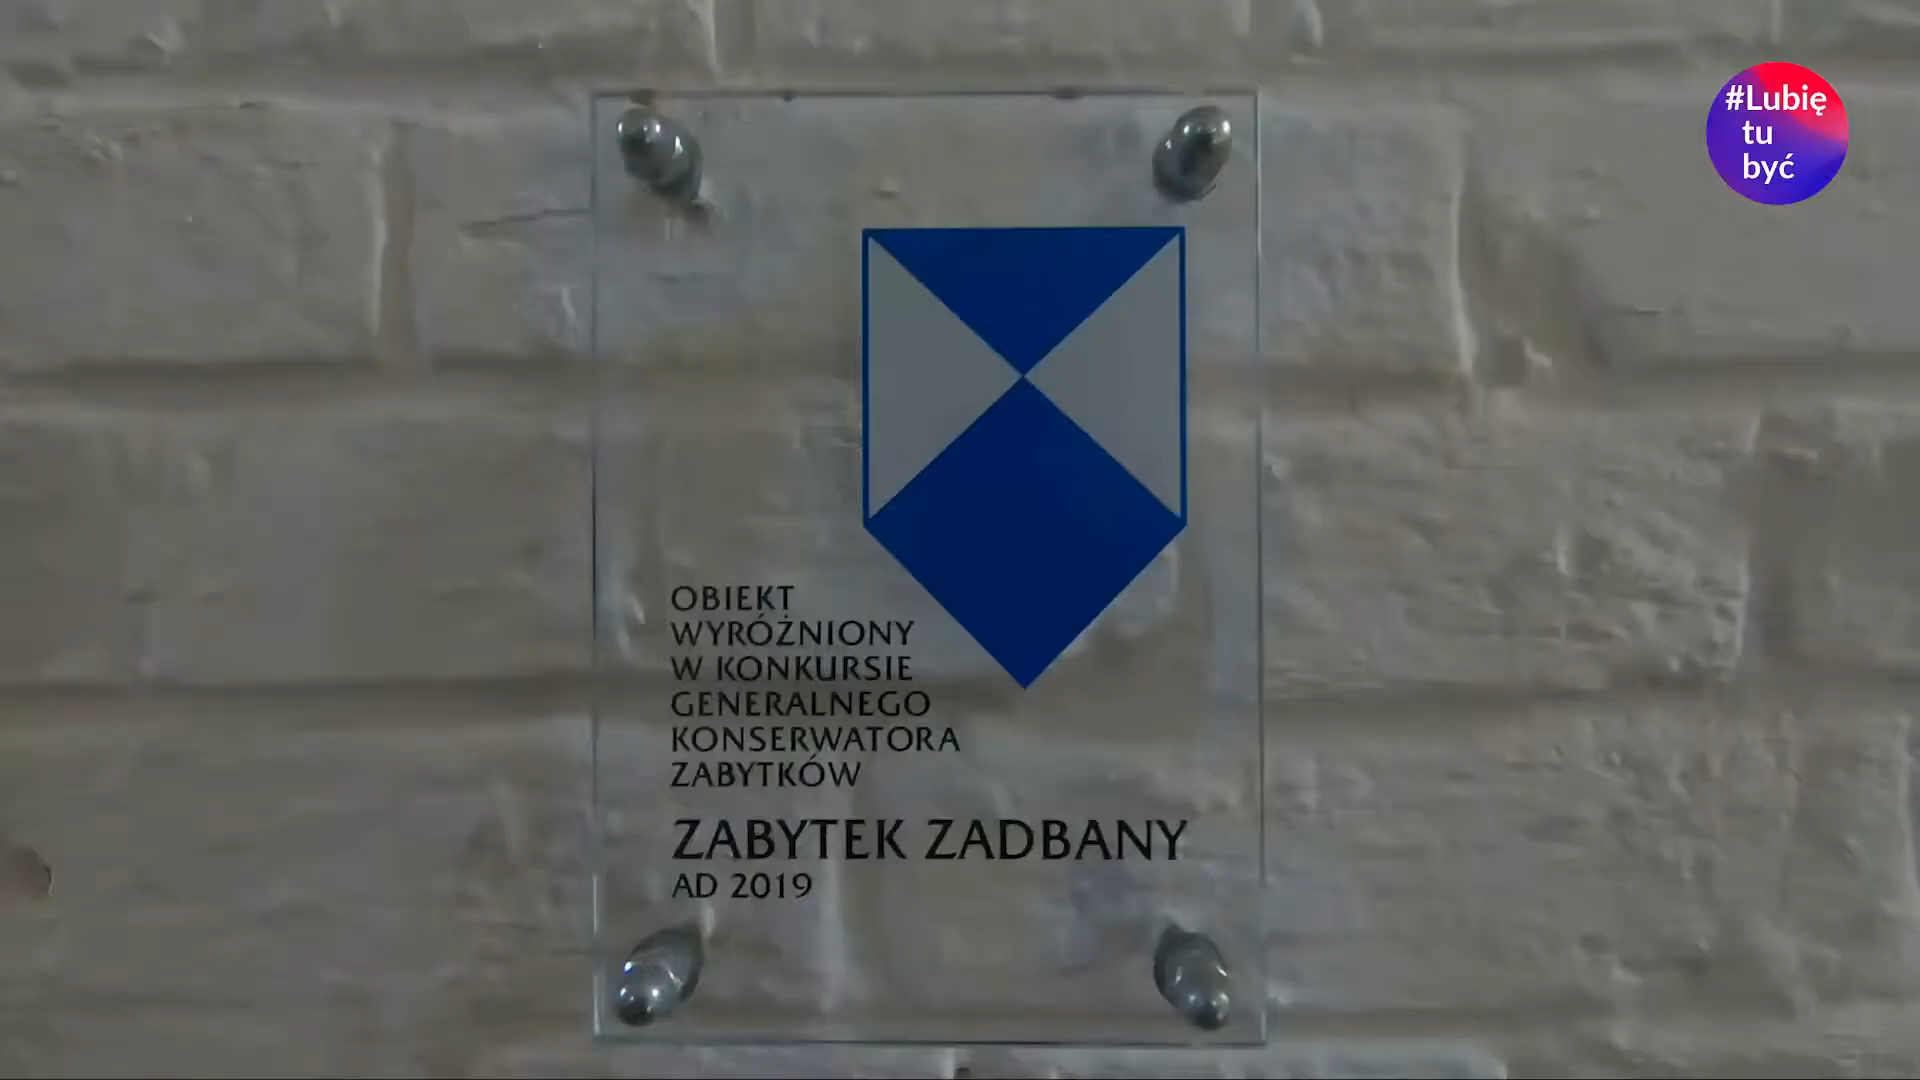 #Lubię
tu
być
OBIEKT
WYRÓŻNIONY
W KONKURSIE
GENERALNEGO
KONSERWATORA
ZABYTKÓW
ZABYTEK ZADBANY
AD 2019